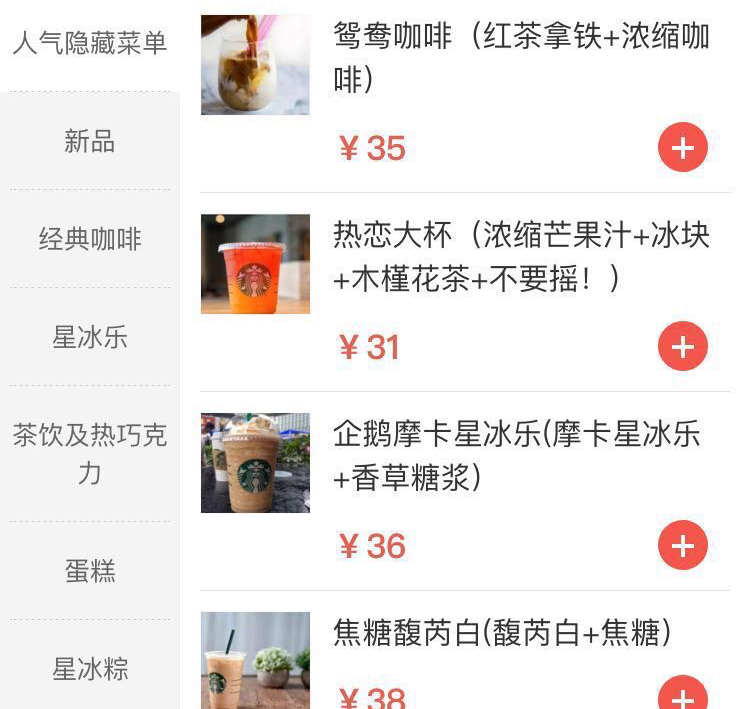 人气隐藏菜单
新品
经典咖啡
星冰乐
茶饮及热巧克
力
蛋糕
星冰粽
鸳鸯咖啡（红茶拿铁+浓缩咖
啡）
¥ 35
热恋大杯（浓缩芒果汁+冰块
+木槿花茶+不要摇！）
¥ 31
企鹅摩卡星冰乐(摩卡星冰乐
+香草糖浆）
¥ 36
焦糖馥芮白(馥芮白+焦糖）
¥ 38